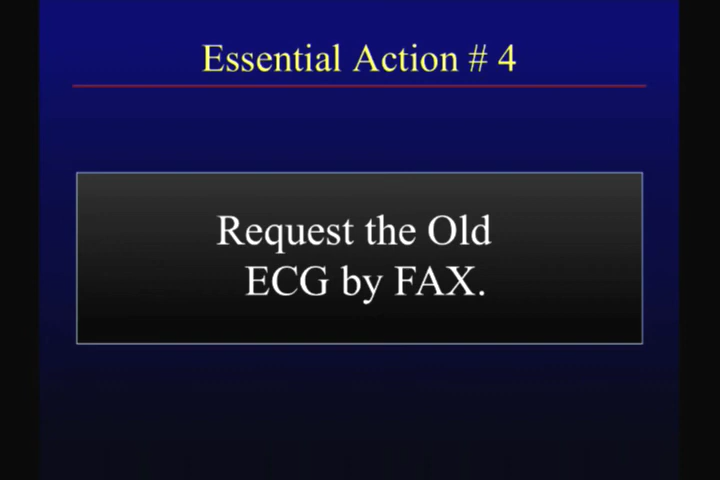 Essential Action # 4
Request the Old
ECG by FAX.